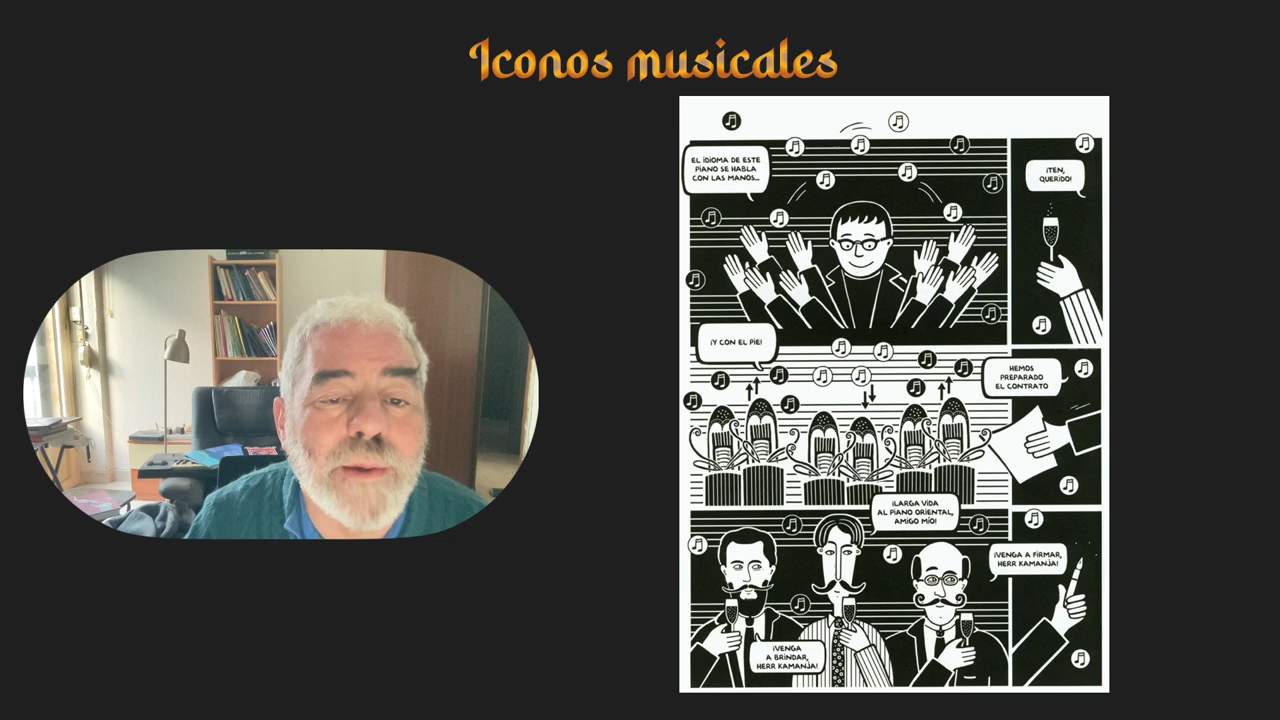 Iconos musicales
EL IDIOMA DE ESTE
PIANO SE HABLA
CON LAS MANOS...
¡TEN,
QUERIDO!
¡Y CON EL PIE!
HEMOS
PREPARADO
EL CONTRATO
¡LARGA VIDA
AL PIANO ORIENTAL,
AMIGO MÍO!
¡VENGA A FIRMAR,
HERR KAMANJA!
¡VENGA
A BRINDAR,
HERR KAMANJA!